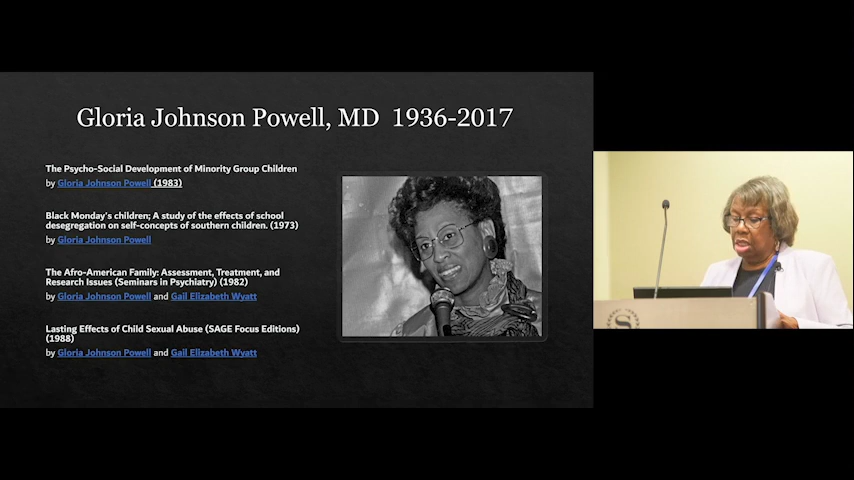 Gloria Johnson Powell, MD 1936-2017
The Psycho-Social Development of Minority Group Children
by Gloria Johnson Powell (1983)
Black Monday's children; A study of the effects of school
desegregation on self-concepts of southern children. (1973)
by Gloria Johnson Powell
The Afro-American Family: Assessment, Treatment, and
Research Issues (Seminars in Psychiatry) (1982)
by Gloria Johnson Powell and Gail Elizabeth Wyatt
Lasting Effects of Child Sexual Abuse (SAGE Focus Editions)
(1988)
by Gloria Johnson Powell and Gail Elizabeth Wyatt